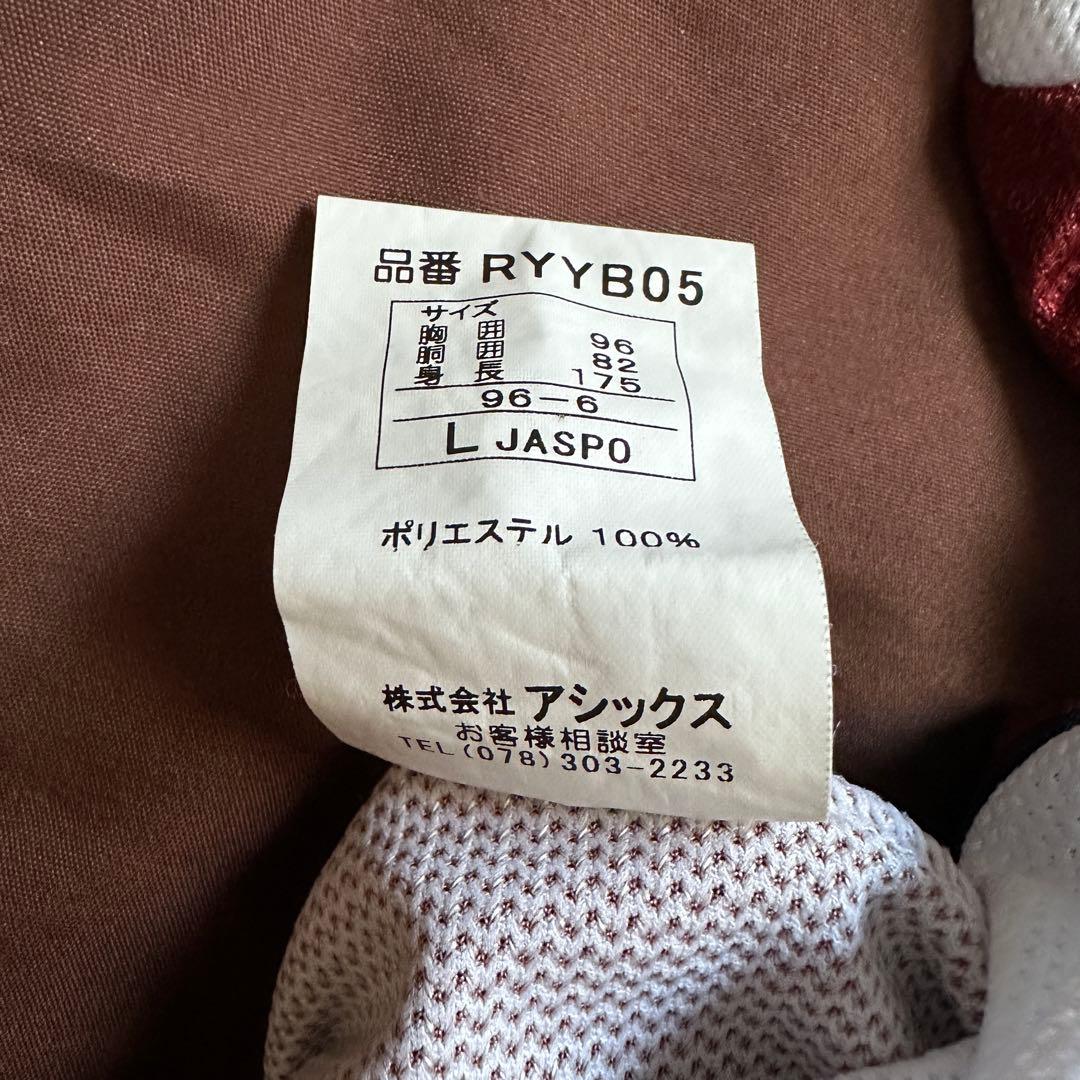 品番 RYYB05
サイズ
胸囲 96
胴囲 82
身長 175
96-6
L JASPO
ポリエステル 100%
株式会社 アシックス
お客様相談室
TEL(078)303-2233